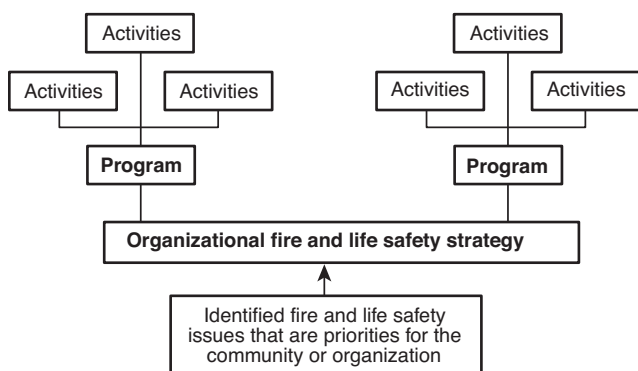 Activities
Activities
Activities
Activities
Activities
Activities
Program
Program
Organizational fire and life safety strategy
Identified fire and life safety
issues that are priorities for the
community or organization